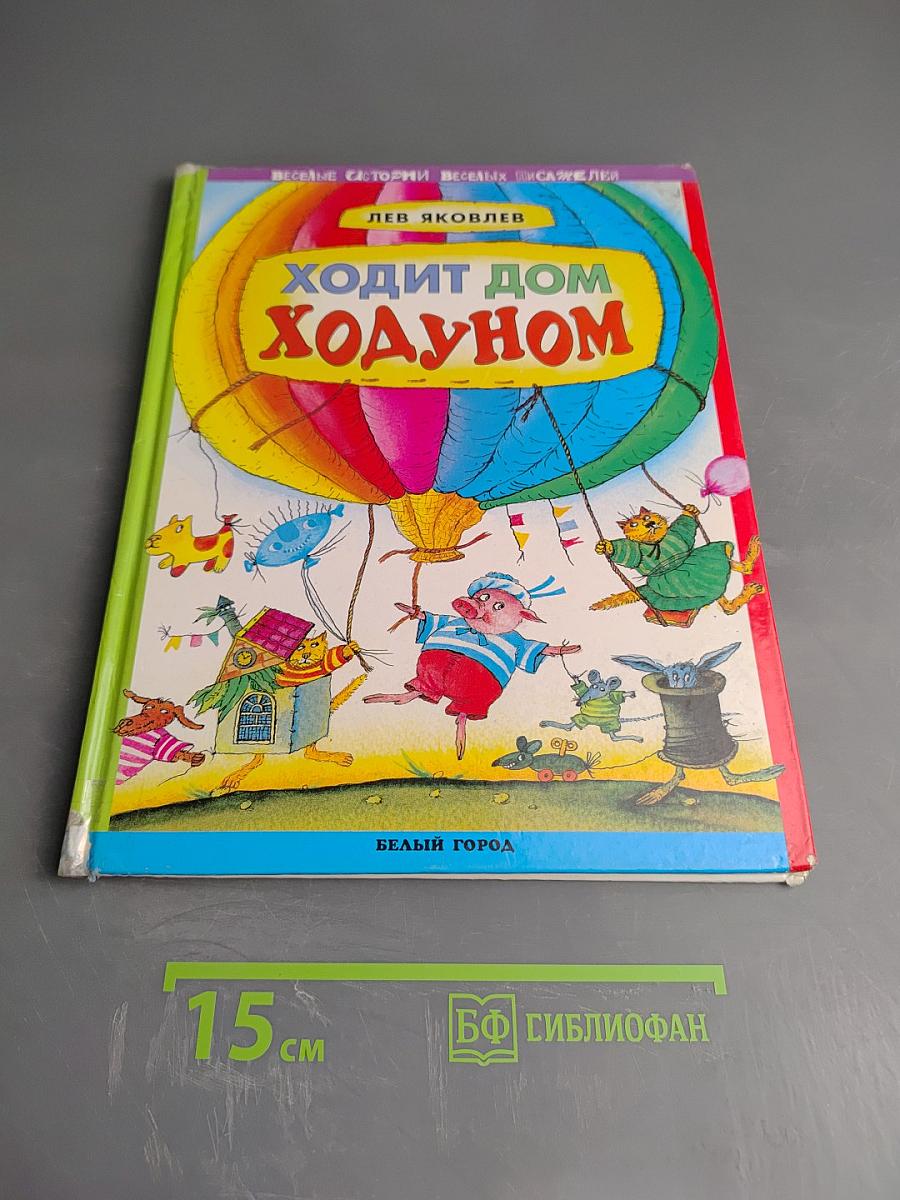 ВЕСЕЛЫЕ ИСТОРИИ ВЕСЕЛЫХ ПИСАТЕЛЕЙ
ЛЕВ ЯКОВЛЕВ
ХОДИТ ДОМ
ХОДУНОМ
БЕЛЫЙ ГОРОД
15 СМ
БФ БИБЛИОФАН